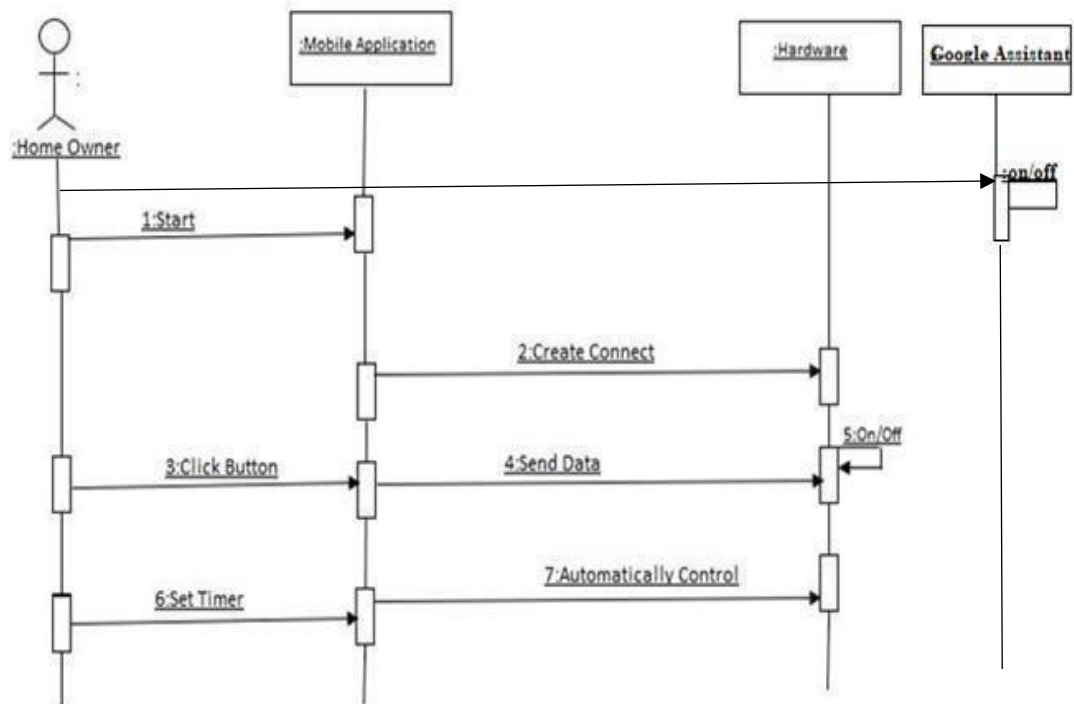 :Mobile Application
:Hardware
Google Assistant
:
:Home Owner
:on/off
1:Start
2:Create Connect
5:On/Off
3:Click Button
4:Send Data
7:Automatically Control
6:Set Timer